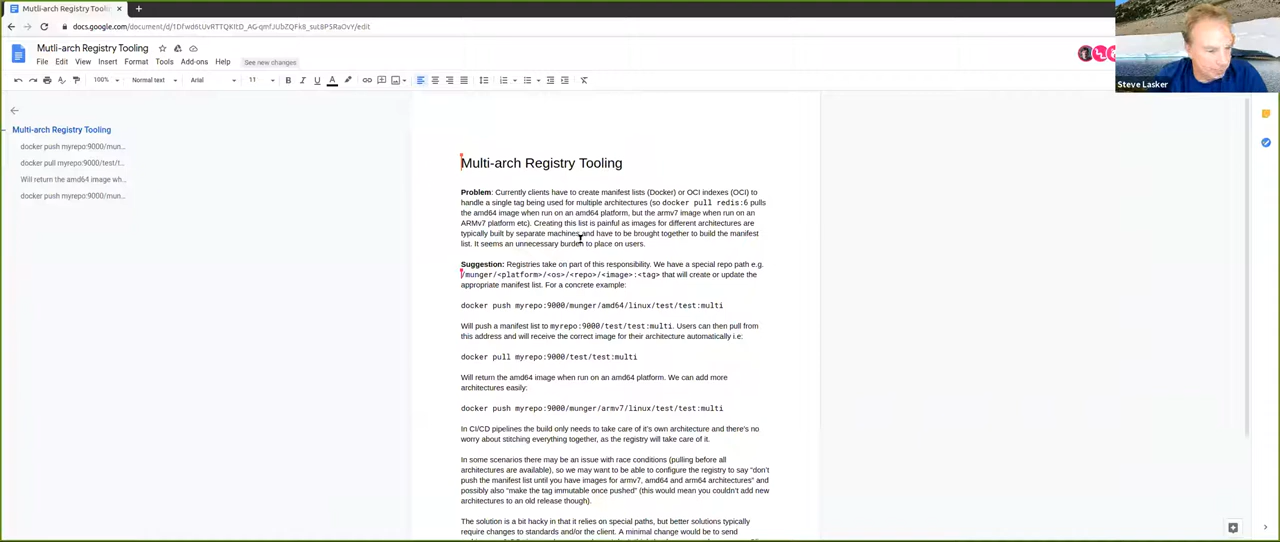 Mutli-arch Registry Tooling
docs.google.com/document/d/
/edit
Mutli-arch Registry Tooling
File Edit View Insert Format Tools Add-ons Help See new changes
100% Normal text Arial 11 B I U A
Steve Lasker
Multi-arch Registry Tooling
docker push myrepo:9000/mun...
docker pull myrepo:9000/test/t...
Will return the amd64 image wh...
docker push myrepo:9000/mun...
Multi-arch Registry Tooling
Problem: Currently clients have to create manifest lists (Docker) or OCI indexes (OCI) to
handle a single tag being used for multiple architectures (so docker pull redis:6 pulls
the amd64 image when run on an amd64 platform, but the armv7 image when run on an
ARMv7 platform etc). Creating this list is painful as images for different architectures are
typically built by separate machines and have to be brought together to build the manifest
list. It seems an unnecessary burden to place on users.
Suggestion: Registries take on part of this responsibility. We have a special repo path e.g.
/munger/<platform>/<os>/<repo>/<image>:<tag> that will create or update the
appropriate manifest list. For a concrete example:
docker push myrepo:9000/munger/amd64/linux/test/test:multi
Will push a manifest list to myrepo:9000/test/test:multi. Users can then pull from
this address and will receive the correct image for their architecture automatically i.e:
docker pull myrepo:9000/test/test:multi
Will return the amd64 image when run on an amd64 platform. We can add more
architectures easily:
docker push myrepo:9000/munger/armv7/linux/test/test:multi
In CI/CD pipelines the build only needs to take care of it's own architecture and there's no
worry about stitching everything together, as the registry will take care of it.
In some scenarios there may be an issue with race conditions (pulling before all
architectures are available), so we may want to be able to configure the registry to say "don't
push the manifest list until you have images for armv7, amd64 and arm64 architectures" and
possibly also "make the tag immutable once pushed" (this would mean you couldn't add new
architectures to an old release though).
The solution is a bit hacky in that it relies on special paths, but better solutions typically
require changes to standards and/or the client. A minimal change would be to send